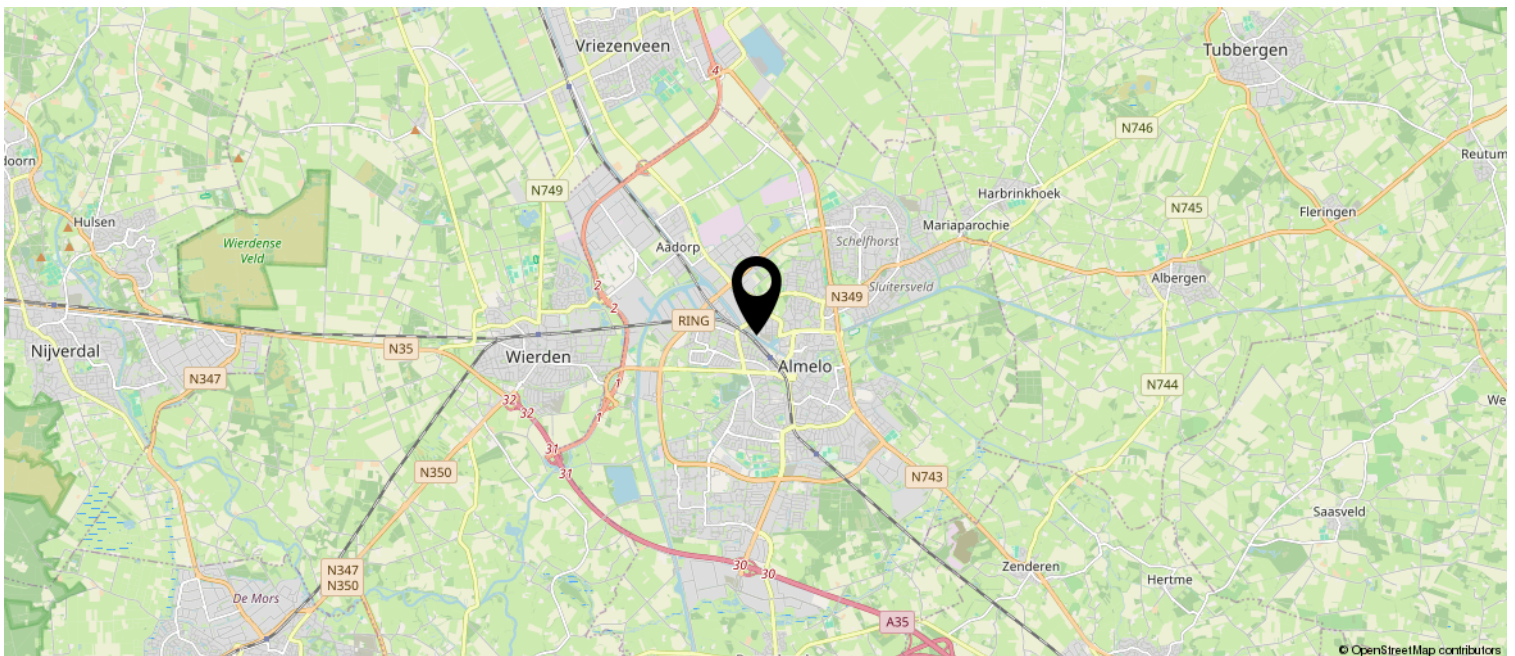 Vriezenveen
Tubbergen
4
N746
doorn
Reutum
N749
Harbrinkhoek
N745
Hulsen
Fleringen
Mariaparochie
Wierdense
Veld
Aadorp
Schelfhorst
Albergen
2
2
N349
Sluitersveld
RING
Nijverdal
N35
Wierden
Almelo
N347
1
N744
32
32
1
We
31
31
N350
N743
Saasveld
N347
N350
30
30
Zenderen
Hertme
De Mors
A35
© OpenStreetMap contributors